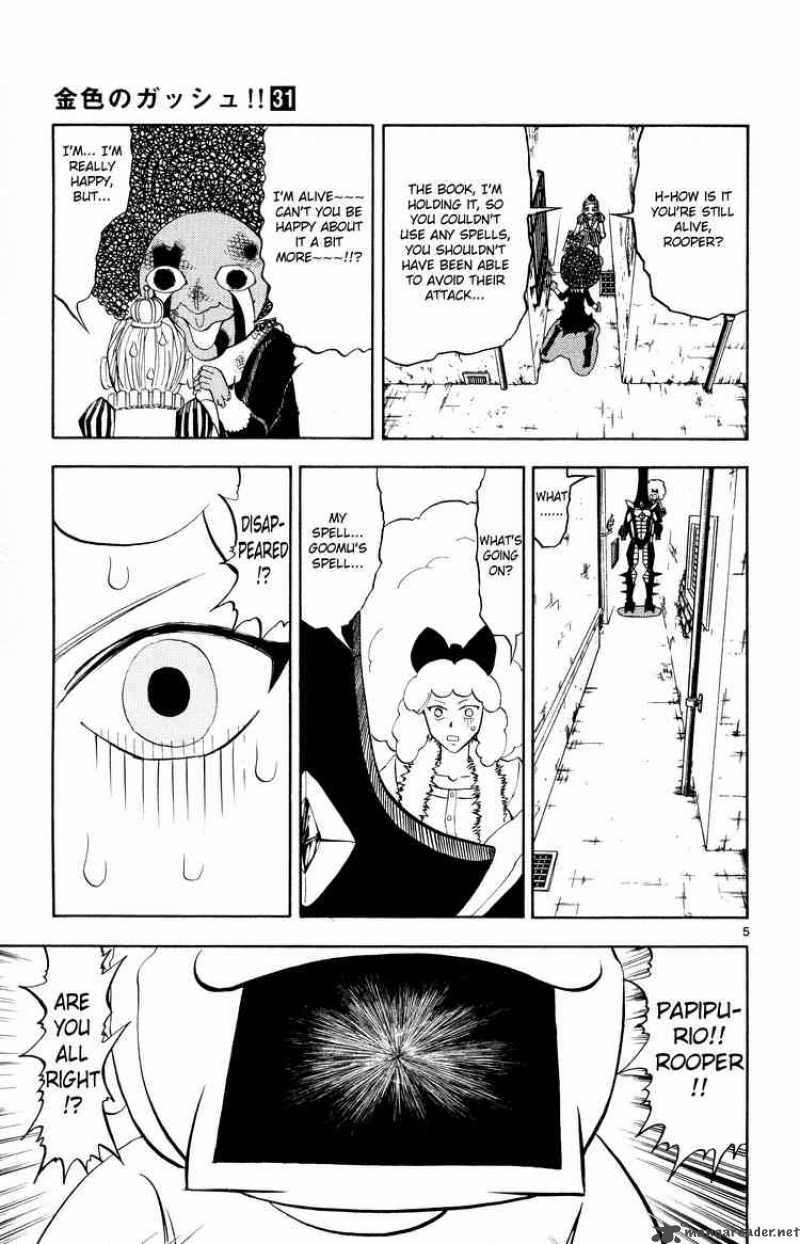 金色のガッシュ!! 31
H-HOW IS IT
YOU'RE STILL
ALIVE,
ROOPER?
THE BOOK, I'M
HOLDING IT, SO
YOU COULDN'T
USE ANY SPELLS,
YOU SHOULDN'T
HAVE BEEN ABLE
TO AVOID THEIR
ATTACK...
I'M ALIVE~~~
CAN'T YOU BE
HAPPY ABOUT
IT A BIT
MORE~~~!!?
I'M... I'M
REALLY
HAPPY,
BUT...
WHAT
......
WHAT'S
GOING
ON?
MY
SPELL...
GOOMU'S
SPELL...
DISAP-
PEARED
!?
5
PAPIPU-
RIO!!
ROOPER
!!
ARE
YOU
ALL
RIGHT
!?
mangareader.net